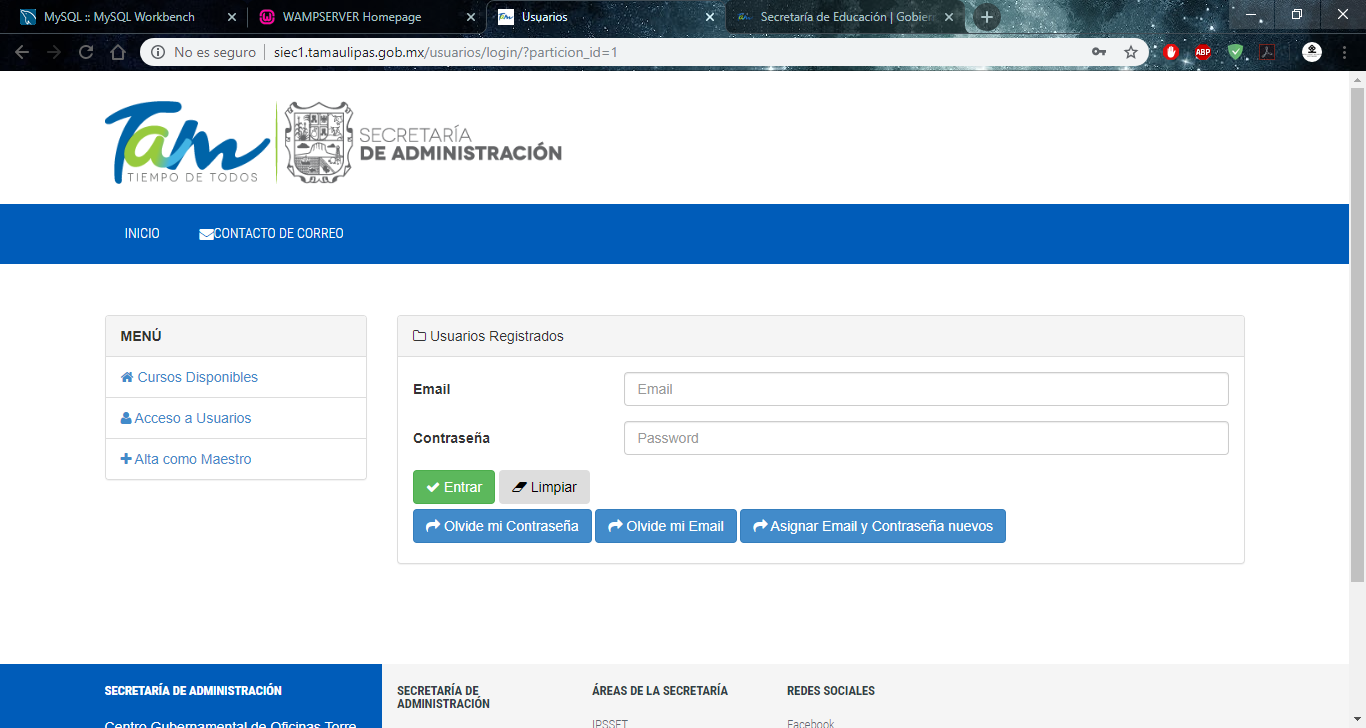 MySQL :: MySQL Workbench
WAMPSERVER Homepage
Usuarios
Secretaría de Educación | Gobier
No es seguro
siec1.tamaulipas.gob.mx/usuarios/login/?particion_id=1
ABP
Tam
TIEMPO DE TODOS
SECRETARÍA
DE ADMINISTRACIÓN
INICIO
CONTACTO DE CORREO
MENÚ
Cursos Disponibles
Acceso a Usuarios
Alta como Maestro
Usuarios Registrados
Email
Email
Contraseña
Password
Entrar
Limpiar
Olvide mi Contraseña
Olvide mi Email
Asignar Email y Contraseña nuevos
SECRETARÍA DE ADMINISTRACIÓN
Centro Gubernamental de Oficinas Torre
SECRETARÍA DE
ADMINISTRACIÓN
ÁREAS DE LA SECRETARÍA
IPSSET
REDES SOCIALES
Facebook